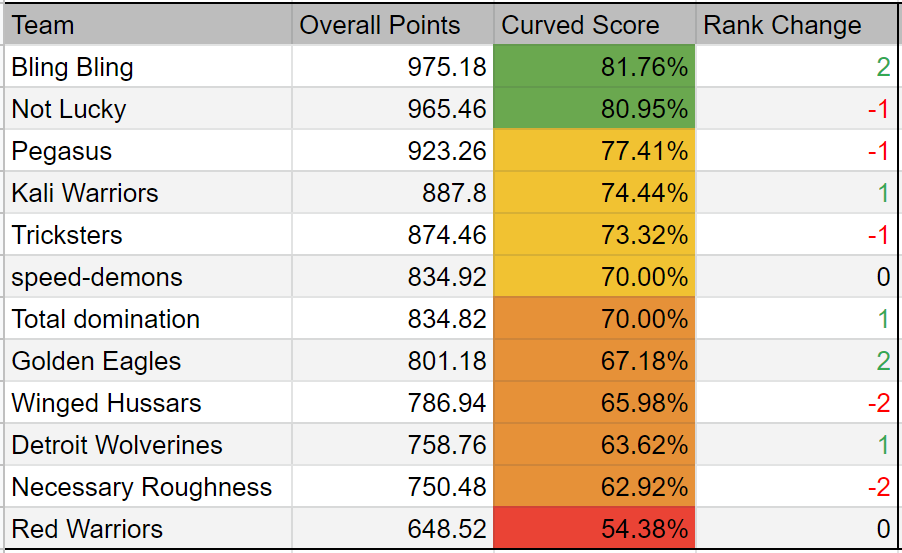 Team Overall Points Curved Score Rank Change
Bling Bling 975.18 81.76% 2
Not Lucky 965.46 80.95% -1
Pegasus 923.26 77.41% -1
Kali Warriors 887.8 74.44% 1
Tricksters 874.46 73.32% -1
speed-demons 834.92 70.00% 0
Total domination 834.82 70.00% 1
Golden Eagles 801.18 67.18% 2
Winged Hussars 786.94 65.98% -2
Detroit Wolverines 758.76 63.62% 1
Necessary Roughness 750.48 62.92% -2
Red Warriors 648.52 54.38% 0